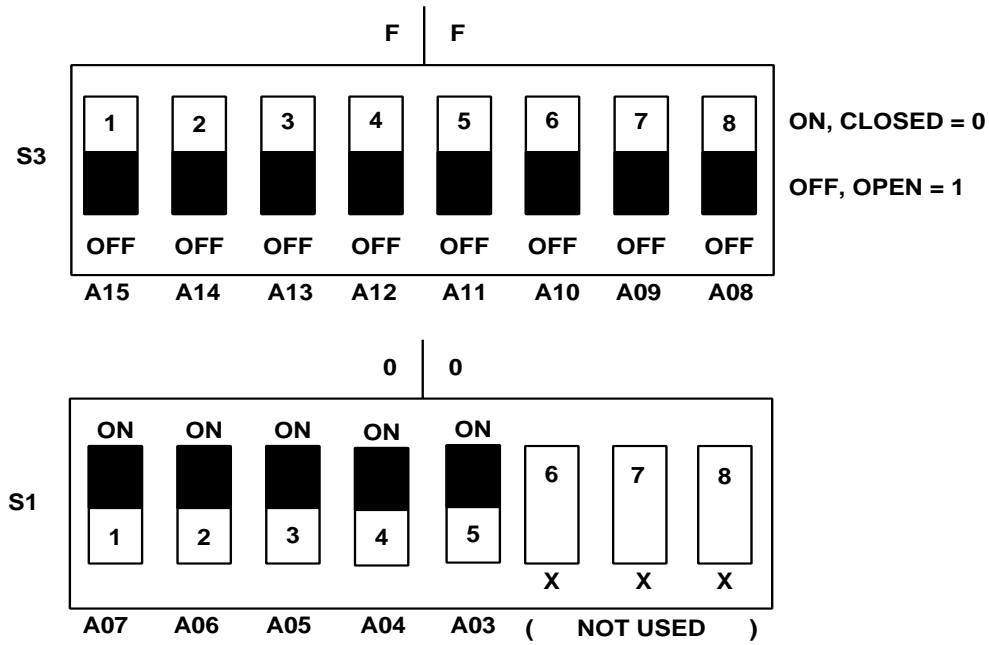 F F
1 2 3 4 5 6 7 8 ON, CLOSED = 0
S3
OFF, OPEN = 1
OFF OFF OFF OFF OFF OFF OFF OFF
A15 A14 A13 A12 A11 A10 A09 A08
0 0
ON ON ON ON ON
6 7 8
S1
1 2 3 4 5
X X X
A07 A06 A05 A04 A03 ( NOT USED )